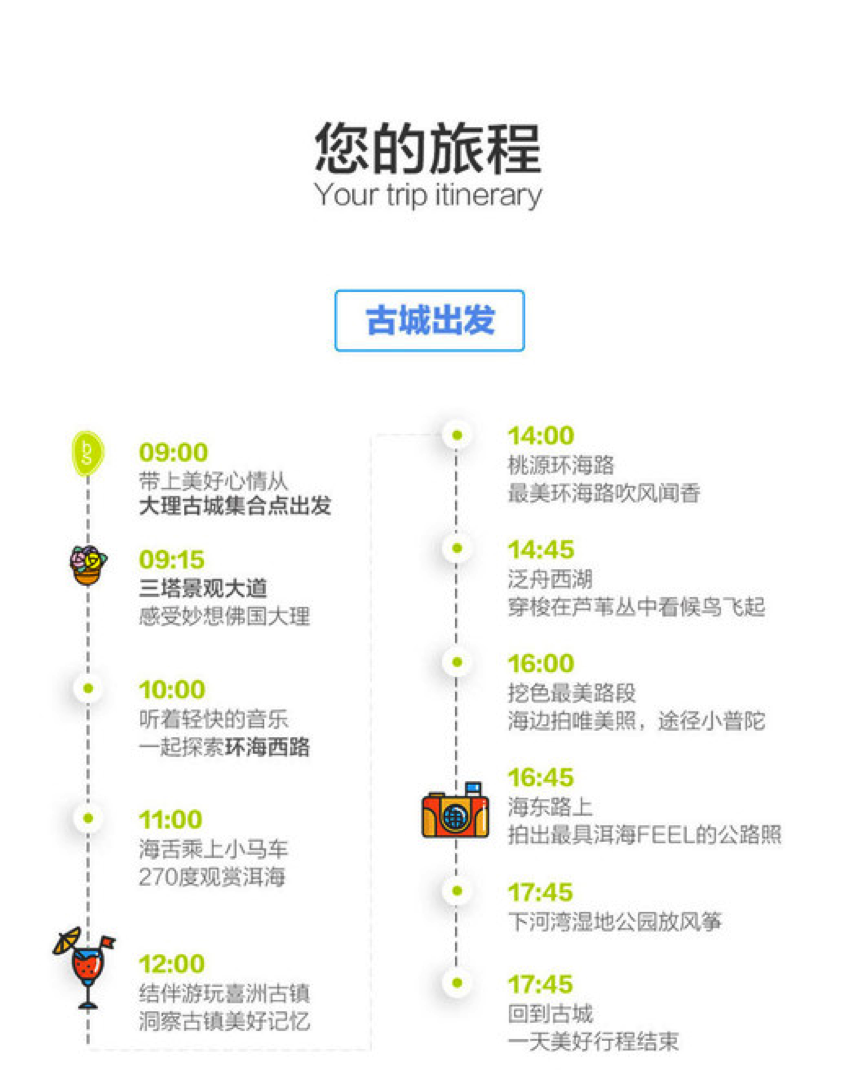 您的旅程
Your trip itinerary
古城出发
09:00
带上美好心情从
大理古城集合点出发
09:15
三塔景观大道
感受妙想佛国大理
10:00
听着轻快的音乐
一起探索环海西路
11:00
海舌乘上小马车
270度观赏洱海
12:00
结伴游玩喜洲古镇
洞察古镇美好记忆
14:00
桃源环海路
最美环海路吹风闻香
14:45
泛舟西湖
穿梭在芦苇丛中看候鸟飞起
16:00
挖色最美路段
海边拍唯美照，途径小普陀
16:45
海东路上
拍出最具洱海FEEL的公路照
17:45
下河湾湿地公园放风筝
17:45
回到古城
一天美好行程结束